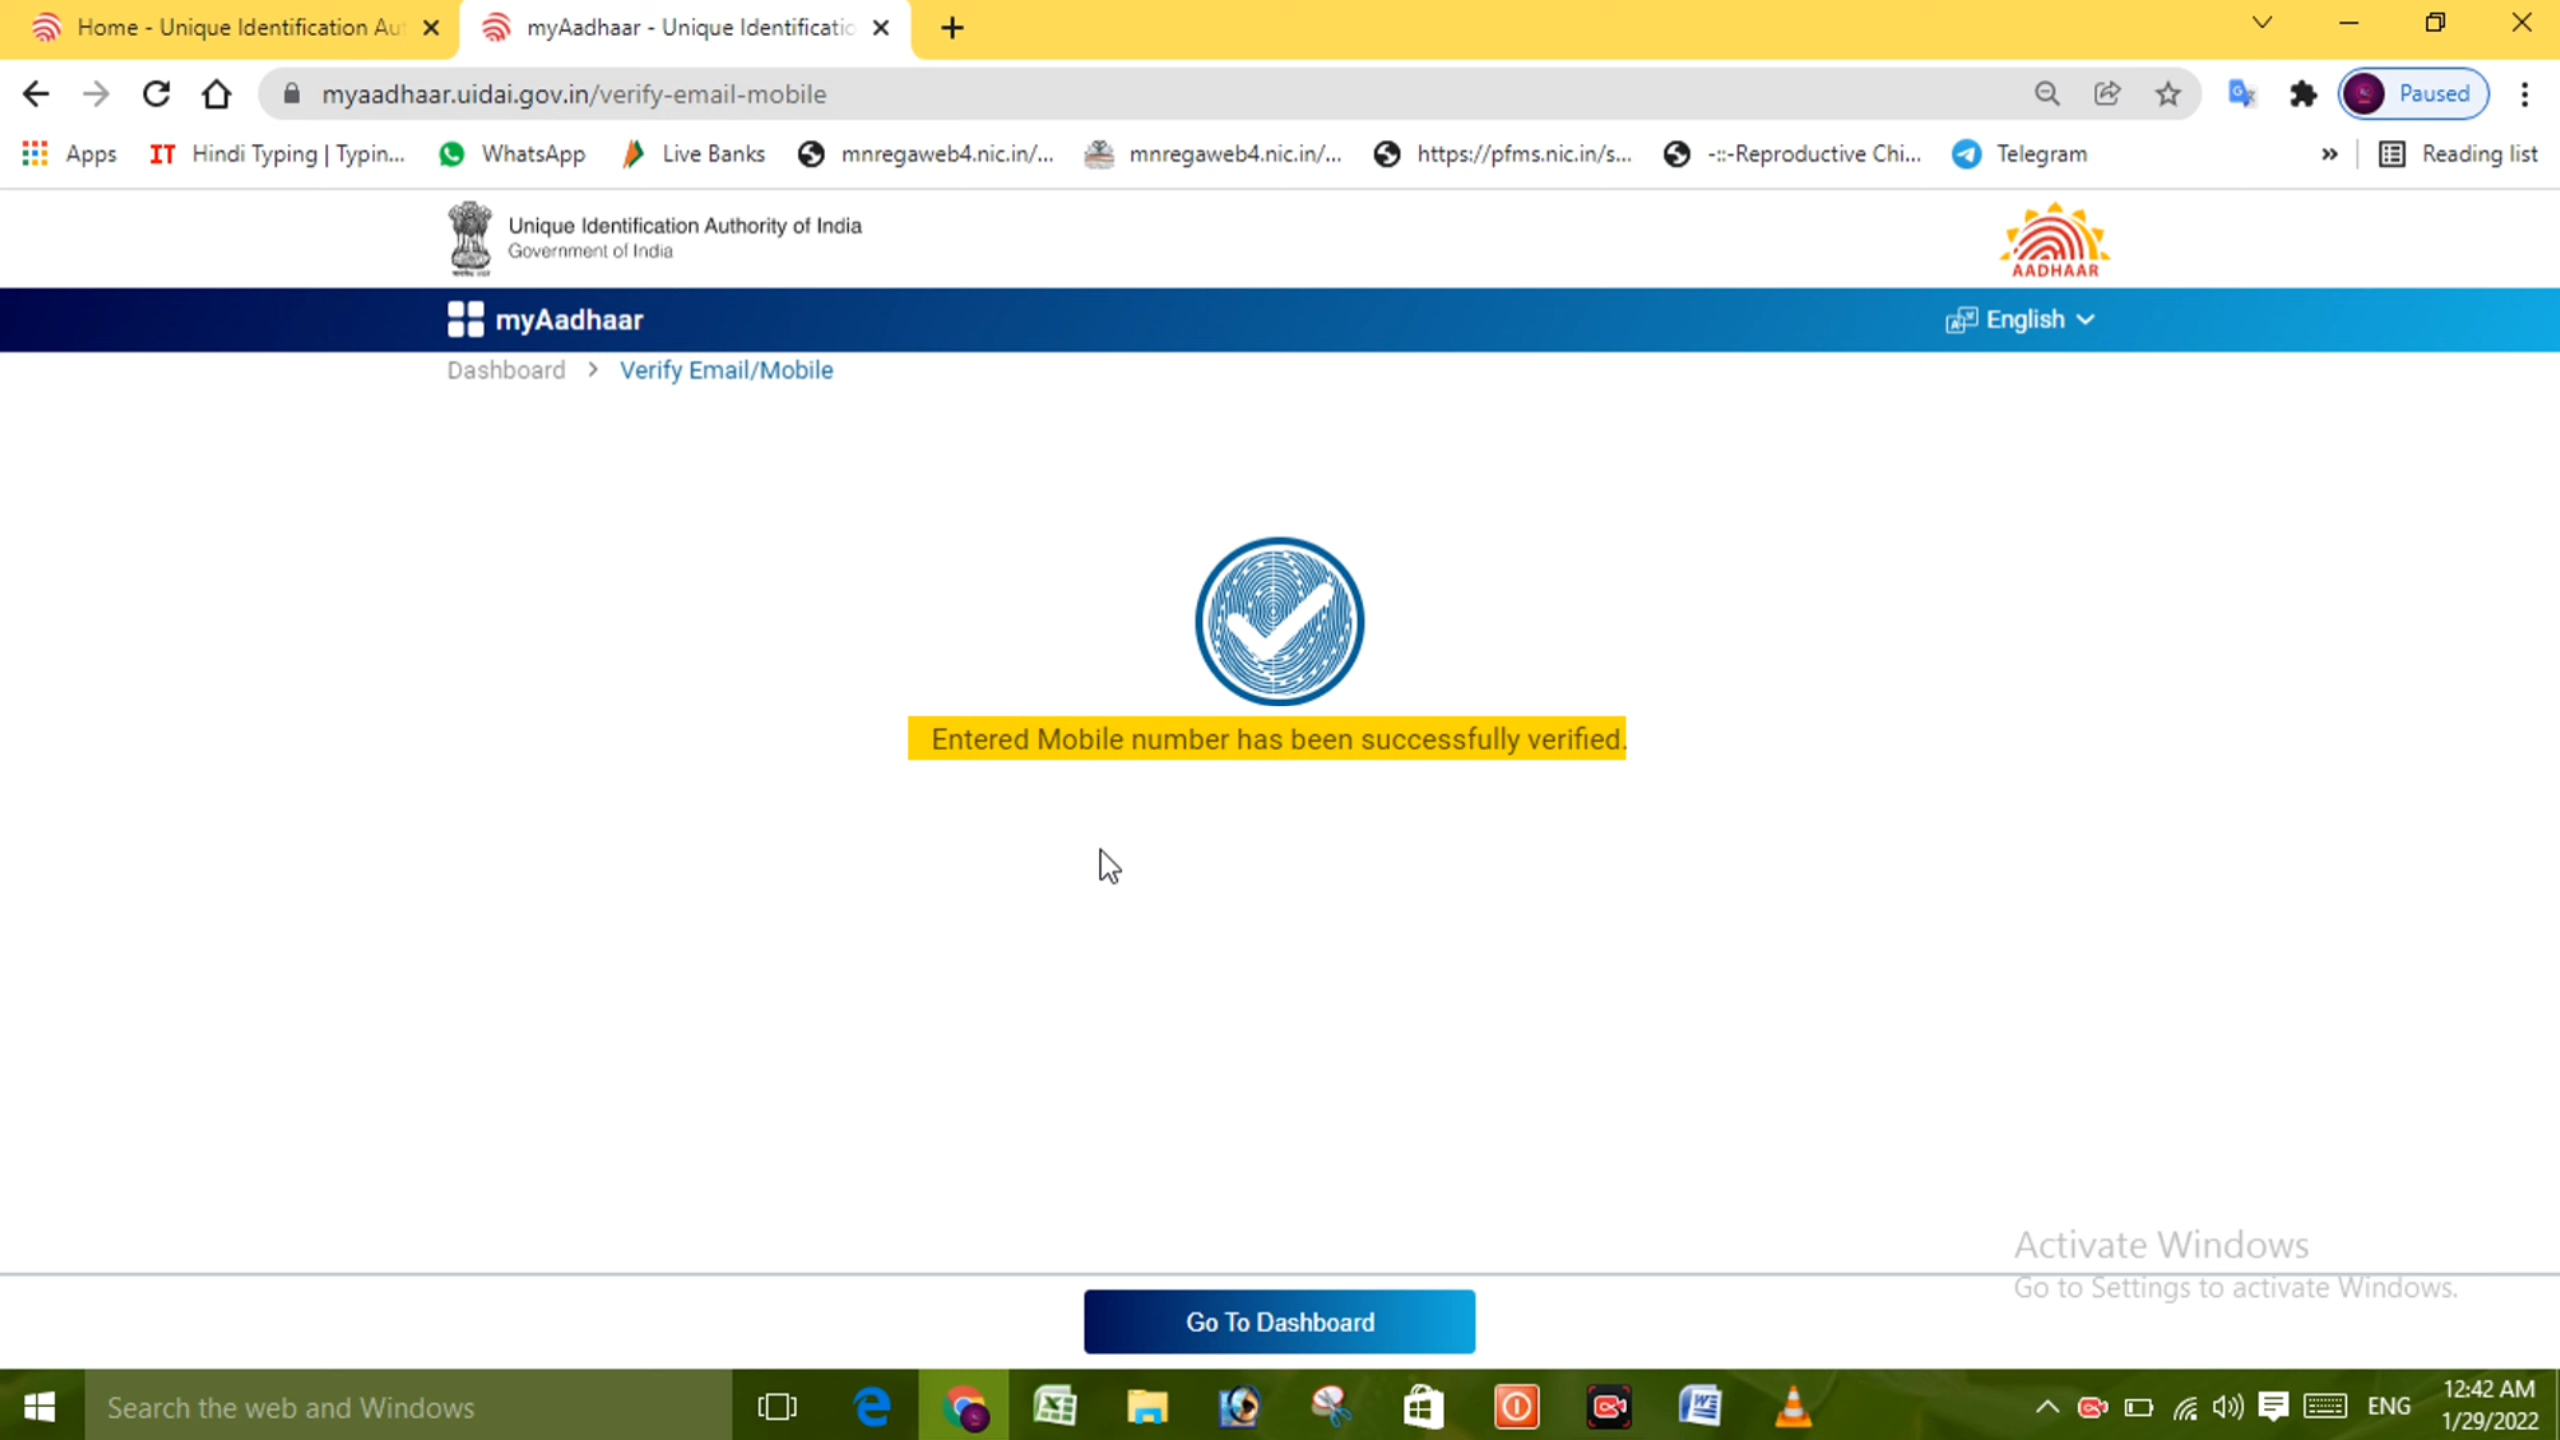 Home - Unique Identification Aut
myAadhaar - Unique Identificatio
myaadhaar.uidai.gov.in/verify-email-mobile
Paused
Apps
IT Hindi Typing | Typin...
WhatsApp
Live Banks
mnregaweb4.nic.in/...
mnregaweb4.nic.in/...
https://pfms.nic.in/s...
-::-Reproductive Chi...
Telegram
»
Reading list
Unique Identification Authority of India
Government of India
AADHAAR
myAadhaar
English
Dashboard > Verify Email/Mobile
Entered Mobile number has been successfully verified.
Activate Windows
Go to Settings to activate Windows.
Go To Dashboard
Search the web and Windows
ENG
12:42 AM
1/29/2022